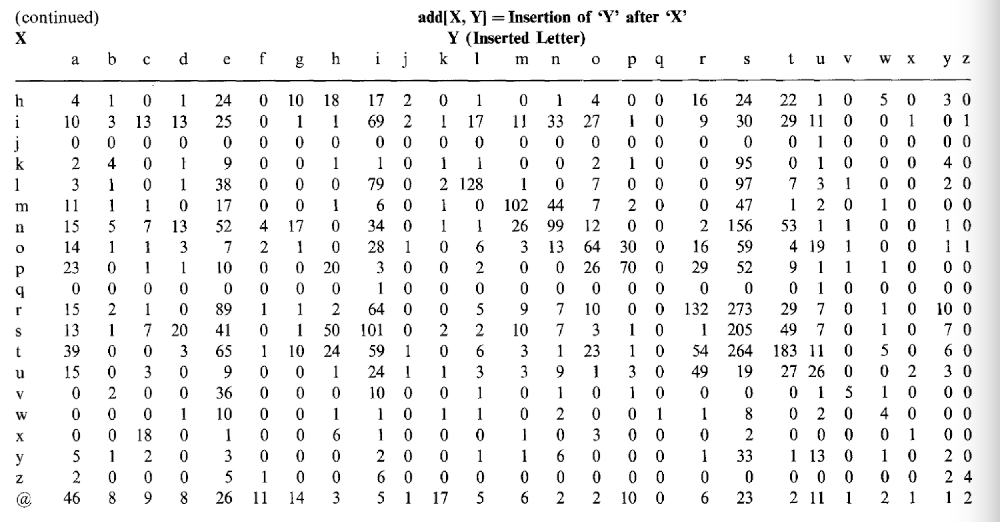 (continued) add[X, Y] = Insertion of ‘Y’ after ‘X’
X Y (Inserted Letter)
a b c d e f g h i j k l m n o p q r s t u v w x y z
h 4 1 0 1 24 0 10 18 17 2 0 1 0 1 4 0 0 16 24 22 1 0 5 0 3 0
i 10 3 13 13 25 0 1 1 69 2 1 17 11 33 27 1 0 9 30 29 11 0 0 1 0 1
j 0 0 0 0 0 0 0 0 0 0 0 0 0 0 0 0 0 0 0 0 1 0 0 0 0 0
k 2 4 0 1 9 0 0 1 1 0 1 1 0 0 2 1 0 0 95 0 1 0 0 0 4 0
l 3 1 0 1 38 0 0 0 79 0 2 128 1 0 7 0 0 0 97 7 3 1 0 0 2 0
m 11 1 1 0 17 0 0 1 6 0 1 0 102 44 7 2 0 0 47 1 2 0 1 0 0 0
n 15 5 7 13 52 4 17 0 34 0 1 1 26 99 12 0 0 2 156 53 1 1 0 0 1 0
o 14 1 1 3 7 2 1 0 28 1 0 6 3 13 64 30 0 16 59 4 19 1 0 0 1 1
p 23 0 1 1 10 0 0 20 3 0 0 2 0 0 26 70 0 29 52 9 1 1 1 0 0 0
q 0 0 0 0 0 0 0 0 1 0 0 0 0 0 0 0 0 0 0 0 1 0 0 0 0 0
r 15 2 1 0 89 1 1 2 64 0 0 5 9 7 10 0 0 132 273 29 7 0 1 0 10 0
s 13 1 7 20 41 0 1 50 101 0 2 2 10 7 3 1 0 1 205 49 7 0 1 0 7 0
t 39 0 0 3 65 1 10 24 59 1 0 6 3 1 23 1 0 54 264 183 11 0 5 0 6 0
u 15 0 3 0 9 0 0 1 24 1 1 3 3 9 1 3 0 49 19 27 26 0 0 2 3 0
v 0 2 0 0 36 0 0 0 10 0 0 1 0 1 0 1 0 0 0 0 1 5 1 0 0 0
w 0 0 0 1 10 0 0 1 1 0 1 1 0 2 0 0 1 1 8 0 2 0 4 0 0 0
x 0 0 18 0 1 0 0 6 1 0 0 0 1 0 3 0 0 0 2 0 0 0 0 1 0 0
y 5 1 2 0 3 0 0 0 2 0 0 1 1 6 0 0 0 1 33 1 13 0 1 0 2 0
z 2 0 0 0 5 1 0 0 6 0 0 0 0 0 0 0 0 0 0 0 0 0 0 0 2 4
@ 46 8 9 8 26 11 14 3 5 1 17 5 6 2 2 10 0 6 23 2 11 1 2 1 1 2